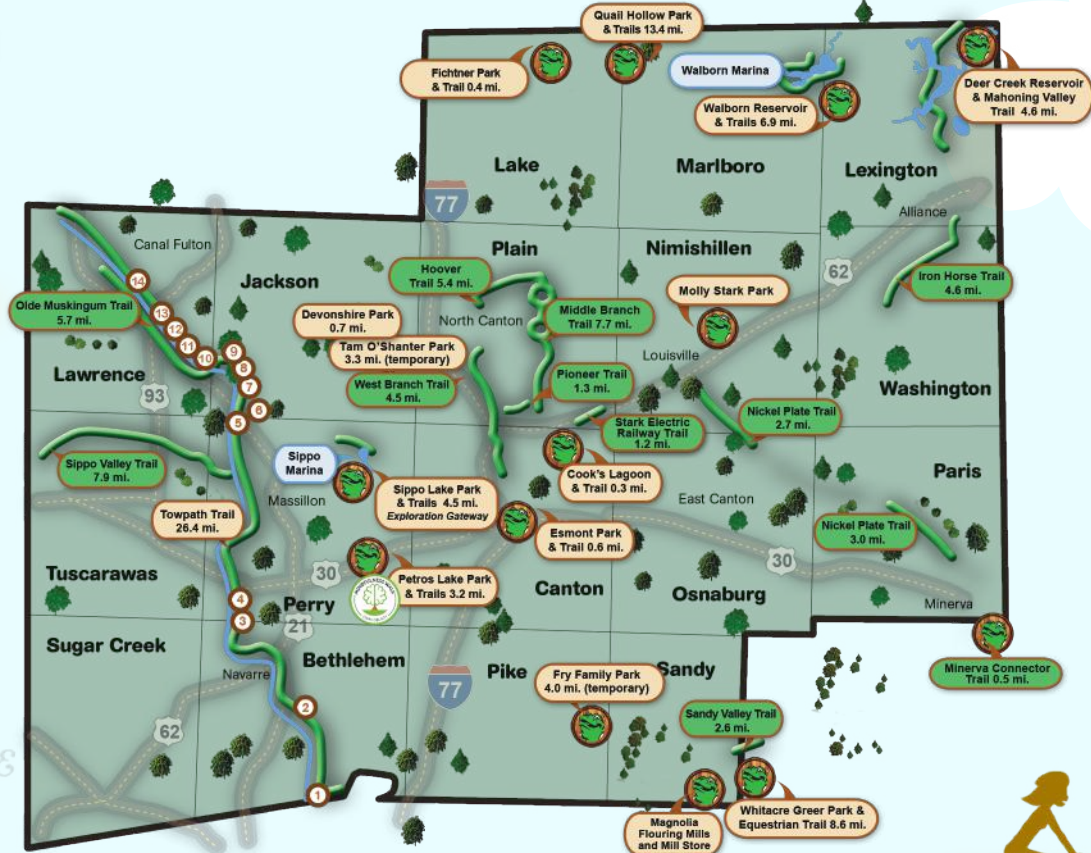 Quail Hollow Park
& Trails 13.4 mi.
Fichtner Park
& Trail 0.4 mi.
Walborn Marina
Walborn Reservoir
& Trails 6.9 mi.
Deer Creek Reservoir
& Mahoning Valley
Trail 4.6 mi.
Lake
Marlboro
Lexington
77
Alliance
Canal Fulton
Plain
Nimishillen
Jackson
Hoover
Trail 5.4 mi.
62
Iron Horse Trail
4.6 mi.
14
Olde Muskingum Trail
5.7 mi.
13
12
11
10
9
8
7
6
5
Devonshire Park
0.7 mi.
North Canton
Middle Branch
Trail 7.7 mi.
Molly Stark Park
Tam O'Shanter Park
3.3 mi. (temporary)
Louisville
West Branch Trail
4.5 mi.
Pioneer Trail
1.3 mi.
Lawrence
93
Washington
Stark Electric
Railway Trail
1.2 mi.
Nickel Plate Trail
2.7 mi.
Sippo Valley Trail
7.9 mi.
Sippo
Marina
Cook's Lagoon
& Trail 0.3 mi.
Paris
Massillon
Sippo Lake Park
& Trails 4.5 mi.
Exploration Gateway
East Canton
Towpath Trail
26.4 mi.
Esmont Park
& Trail 0.6 mi.
Nickel Plate Trail
3.0 mi.
30
30
Tuscarawas
Petros Lake Park
& Trails 3.2 mi.
Canton
Osnaburg
4
3
Perry
21
Minerva
Sugar Creek
Bethlehem
Pike
Sandy
Navarre
77
Fry Family Park
4.0 mi. (temporary)
Minerva Connector
Trail 0.5 mi.
2
62
Sandy Valley Trail
2.6 mi.
1
Magnolia
Flouring Mills
and Mill Store
Whitacre Greer Park &
Equestrian Trail 8.6 mi.